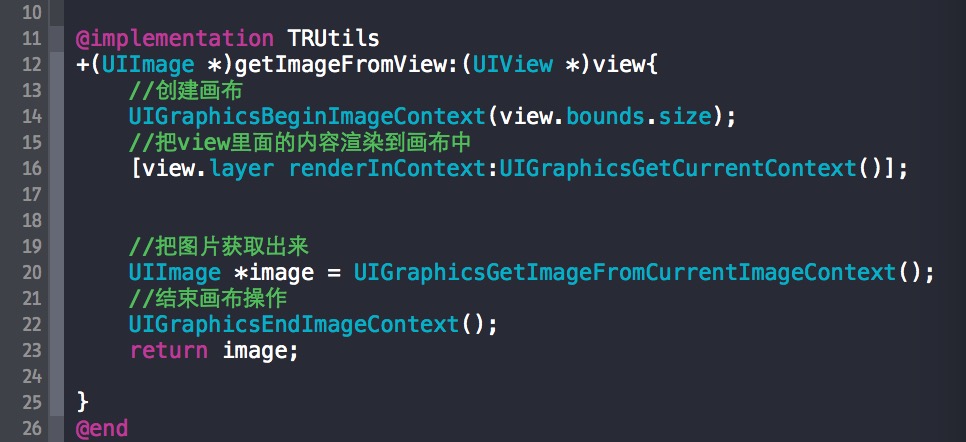 10
11 @implementation TRUtils
12 +(UIImage *)getImageFromView:(UIView *)view{
13 //创建画布
14 UIGraphicsBeginImageContext(view.bounds.size);
15 //把view里面的内容渲染到画布中
16 [view.layer renderInContext:UIGraphicsGetCurrentContext()];
17
18
19 //把图片获取出来
20 UIImage *image = UIGraphicsGetImageFromCurrentImageContext();
21 //结束画布操作
22 UIGraphicsEndImageContext();
23 return image;
24
25 }
26 @end